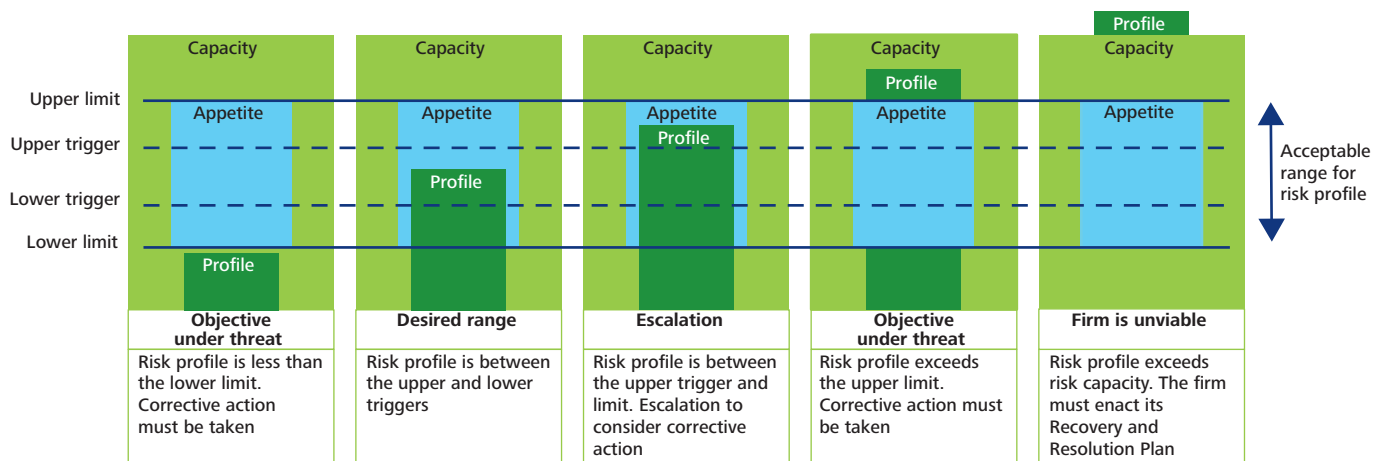 Profile
Capacity
Capacity
Capacity
Capacity
Capacity
Profile
Upper limit
Appetite
Appetite
Appetite
Appetite
Appetite
Profile
Upper trigger
Acceptable
range for
risk profile
Profile
Lower trigger
Lower limit
Profile
Objective
under threat
Risk profile is less than
the lower limit.
Corrective action
must be taken
Desired range
Risk profile is between
the upper and lower
triggers
Escalation
Risk profile is between
the upper trigger and
limit. Escalation to
consider corrective
action
Objective
under threat
Risk profile exceeds
the upper limit.
Corrective action must
be taken
Firm is unviable
Risk profile exceeds
risk capacity. The firm
must enact its
Recovery and
Resolution Plan